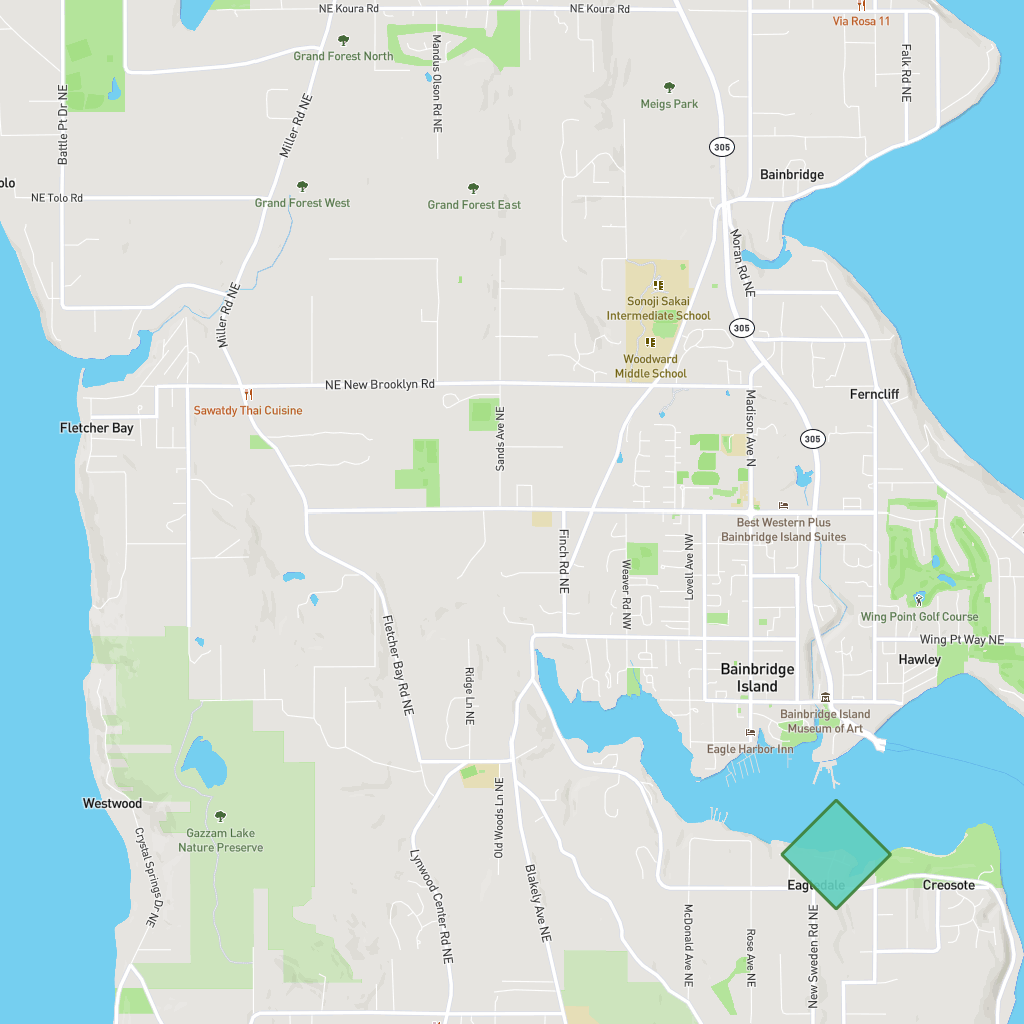 NE Koura Rd
NE Koura Rd
Via Rosa 11
Grand Forest North
Mandus Olson Rd NE
Falk Rd NE
Battle Pt Dr NE
Miller Rd NE
Meigs Park
305
Bainbridge
olo
NE Tolo Rd
Grand Forest West
Grand Forest East
Moran Rd NE
Sonoji Sakai
Intermediate School
Miller Rd NE
305
Woodward
Middle School
NE New Brooklyn Rd
Sawatdy Thai Cuisine
Ferncliff
Madison Ave N
Fletcher Bay
Sands Ave NE
305
Best Western Plus
Bainbridge Island Suites
Finch Rd NE
Weaver Rd NW
Lovell Ave NW
Wing Point Golf Course
Fletcher Bay Rd NE
Wing Pt Way NE
Hawley
Bainbridge
Island
Ridge Ln NE
Bainbridge Island
Museum of Art
Eagle Harbor Inn
Westwood
Old Woods Ln NE
Gazzam Lake
Nature Preserve
Crystal Springs Dr NE
Lynwood Center Rd NE
Blakely Ave NE
Eagledale
Creosote
McDonald Ave NE
Rose Ave NE
New Sweden Rd NE